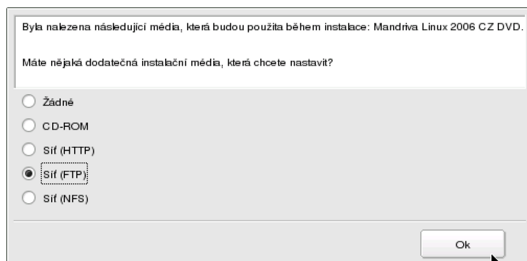 Byla nalezena následující média, která budou použita během instalace: Mandriva Linux 2006 CZ DVD.
Máte nějaká dodatečná instalační média, která chcete nastavit?
Žádné
CD-ROM
Síť (HTTP)
Síť (FTP)
Síť (NFS)
Ok